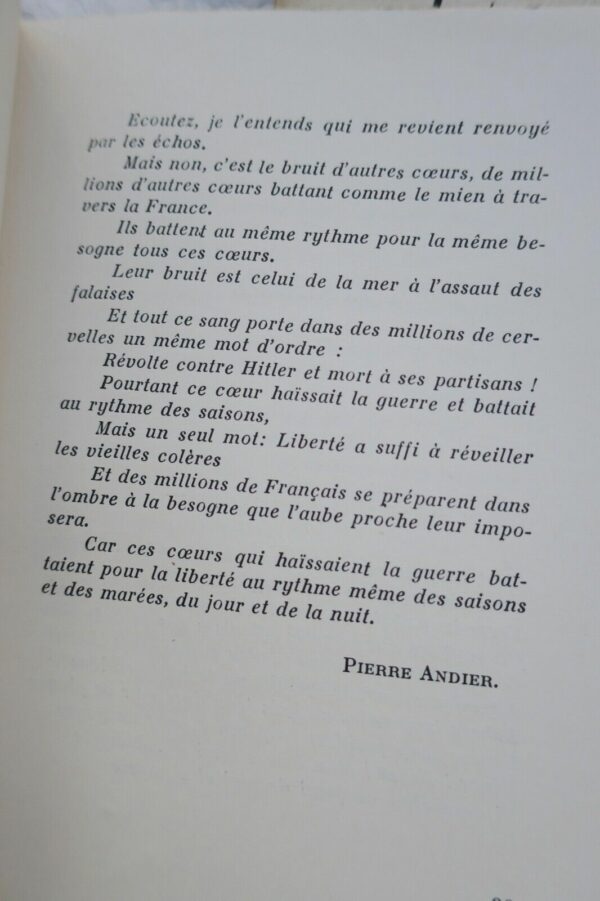 Ecoutez, je l'entends qui me revient renvoyé
par les échos.
Mais non, c'est le bruit d'autres cœurs, de mil-
lions d'autres cœurs battant comme le mien à tra-
vers la France.
Ils battent au même rythme pour la même be-
sogne tous ces cœurs.
Leur bruit est celui de la mer à l'assaut des
falaises
Et tout ce sang porte dans des millions de cer-
velles un même mot d'ordre :
Révolte contre Hitler et mort à ses partisans !
Pourtant ce cœur haïssait la guerre et battait
au rythme des saisons,
Mais un seul mot: Liberté a suffi à réveiller
les vieilles colères
Et des millions de Français se préparent dans
l'ombre à la besogne que l'aube proche leur impo-
sera.
Car ces cœurs qui haïssaient la guerre bat-
taient pour la liberté au rythme même des saisons
et des marées, du jour et de la nuit.
PIERRE ANDIER.